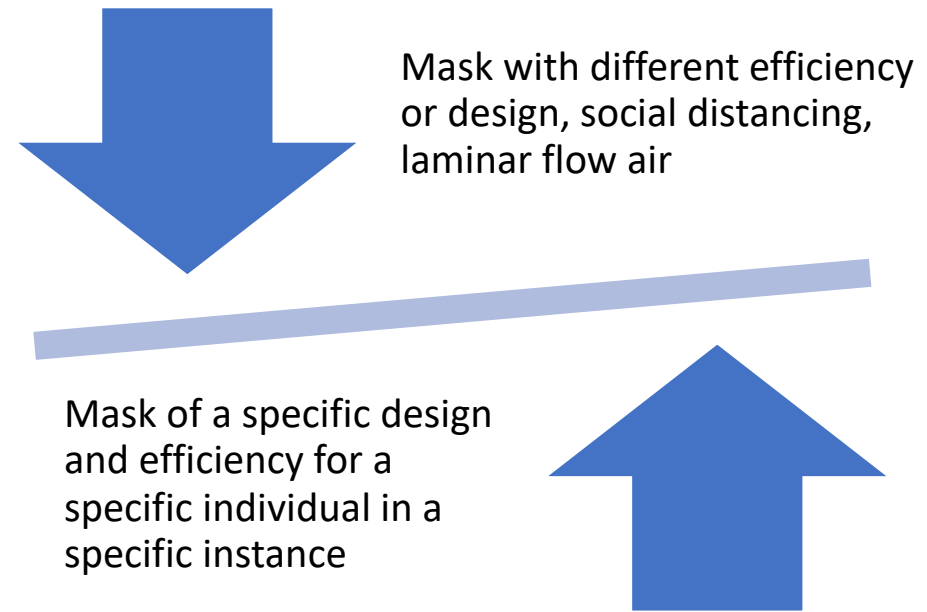 Mask with different efficiency
or design, social distancing,
laminar flow air
Mask of a specific design
and efficiency for a
specific individual in a
specific instance